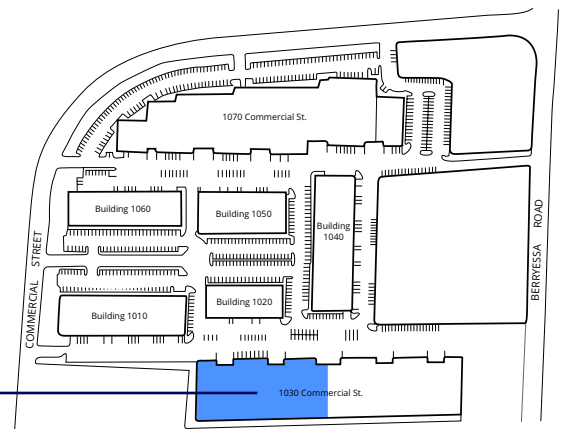 1070 Commercial St.
Building 1060
Building 1050
Building
1040
BERRYESSA ROAD
COMMERCIAL STREET
Building 1020
Building 1010
1030 Commercial St.